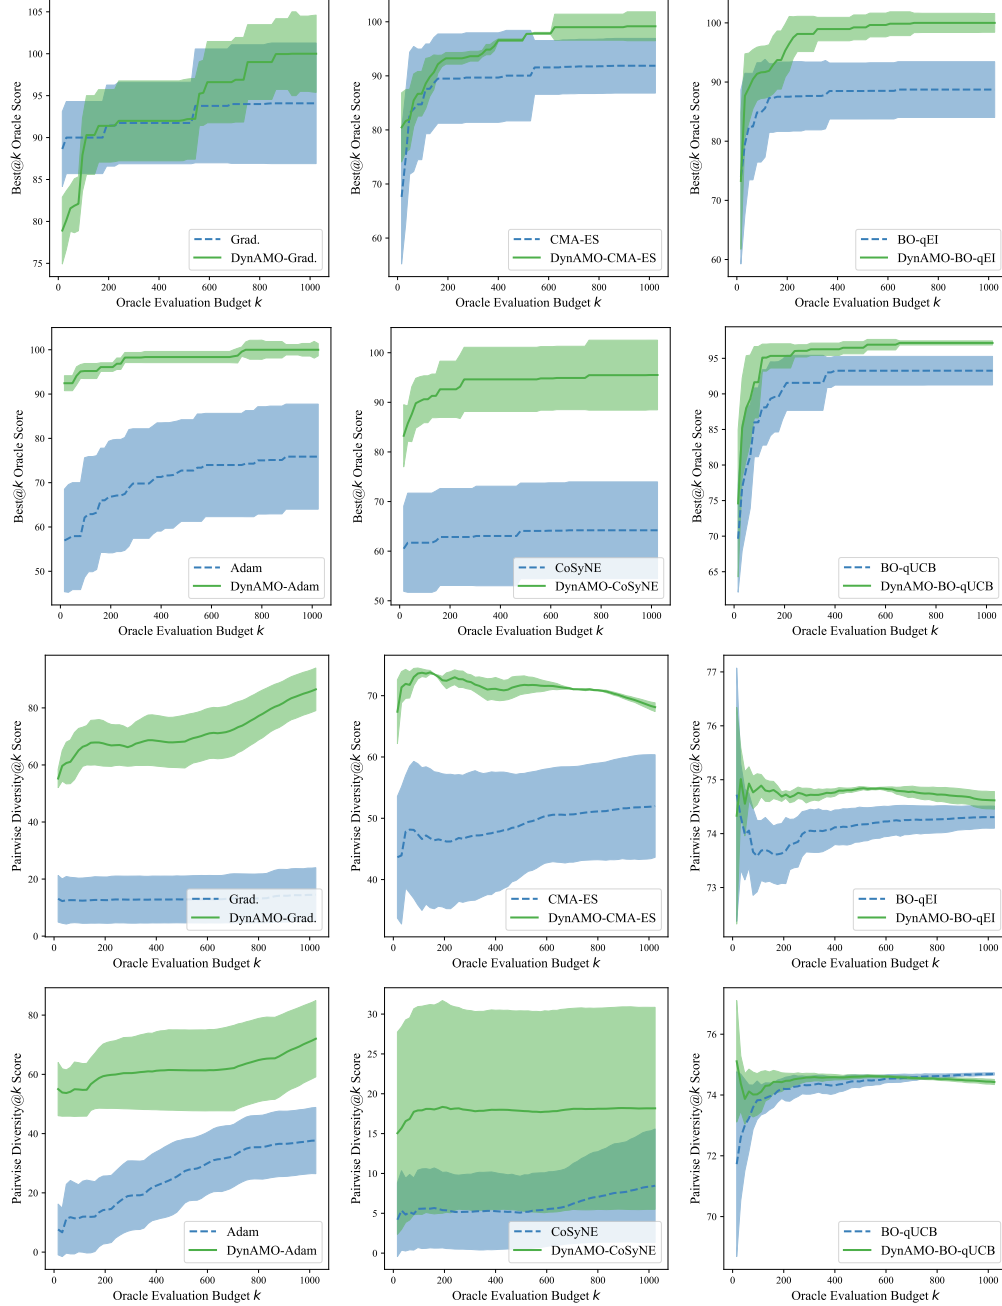 Best@k Oracle Score
105
100
95
90
85
80
75
0 200 400 600 800 1000
Oracle Evaluation Budget k
Grad.
DynAMO-Grad.
Best@k Oracle Score
100
90
80
70
60
0 200 400 600 800 1000
Oracle Evaluation Budget k
CMA-ES
DynAMO-CMA-ES
Best@k Oracle Score
100
90
80
70
60
0 200 400 600 800 1000
Oracle Evaluation Budget k
BO-qEI
DynAMO-BO-qEI
Best@k Oracle Score
100
90
80
70
60
50
0 200 400 600 800 1000
Oracle Evaluation Budget k
Adam
DynAMO-Adam
Best@k Oracle Score
100
90
80
70
60
50
0 200 400 600 800 1000
Oracle Evaluation Budget k
CoSyNE
DynAMO-CoSyNE
Best@k Oracle Score
95
90
85
80
75
70
65
0 200 400 600 800 1000
Oracle Evaluation Budget k
BO-qUCB
DynAMO-BO-qUCB
Pairwise Diversity@k Score
80
60
40
20
0
0 200 400 600 800 1000
Oracle Evaluation Budget k
Grad.
DynAMO-Grad.
Pairwise Diversity@k Score
70
60
50
40
0 200 400 600 800 1000
Oracle Evaluation Budget k
CMA-ES
DynAMO-CMA-ES
Pairwise Diversity@k Score
77
76
75
74
73
0 200 400 600 800 1000
Oracle Evaluation Budget k
BO-qEI
DynAMO-BO-qEI
Pairwise Diversity@k Score
80
60
40
20
0
0 200 400 600 800 1000
Oracle Evaluation Budget k
Adam
DynAMO-Adam
Pairwise Diversity@k Score
30
25
20
15
10
5
0
0 200 400 600 800 1000
Oracle Evaluation Budget k
CoSyNE
DynAMO-CoSyNE
Pairwise Diversity@k Score
76
74
72
70
0 200 400 600 800 1000
Oracle Evaluation Budget k
BO-qUCB
DynAMO-BO-qUCB